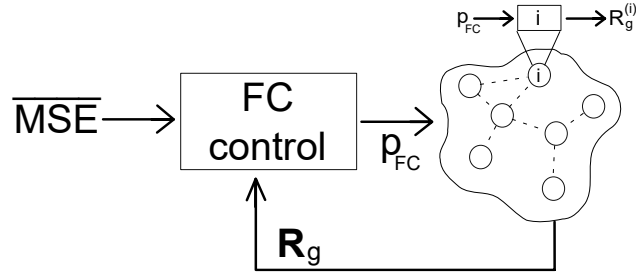 p_FC i R_g^(i)
i
MSE
FC
control
p_FC
R_g